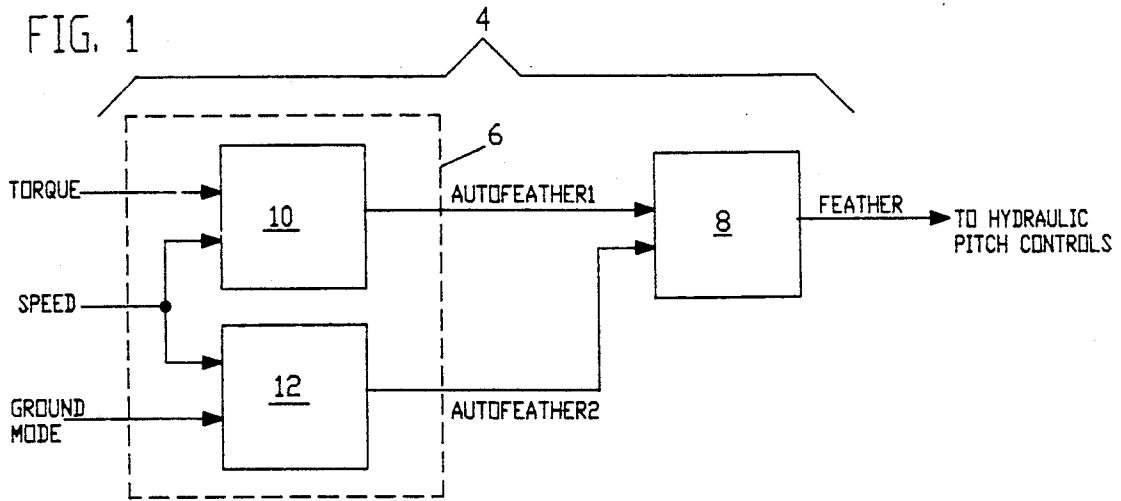 FIG. 1
4
6
TORQUE
10
AUTOFEATHER1
8
FEATHER
TO HYDRAULIC
PITCH CONTROLS
SPEED
12
AUTOFEATHER2
GROUND
MODE